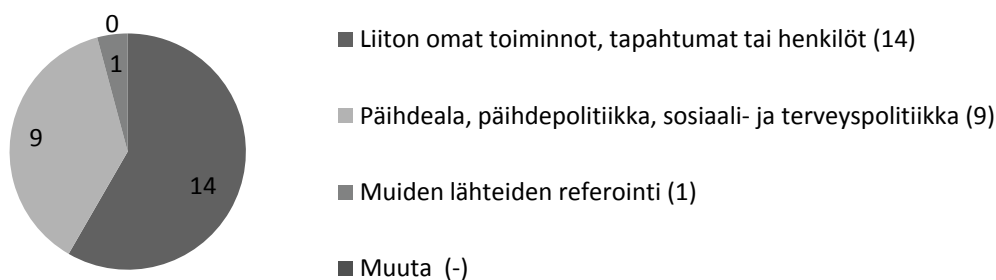 0
1
9
14
Liiton omat toiminnot, tapahtumat tai henkilöt (14)
Päihdeala, päihdepolitiikka, sosiaali- ja terveyspolitiikka (9)
Muiden lähteiden referointi (1)
Muuta (-)